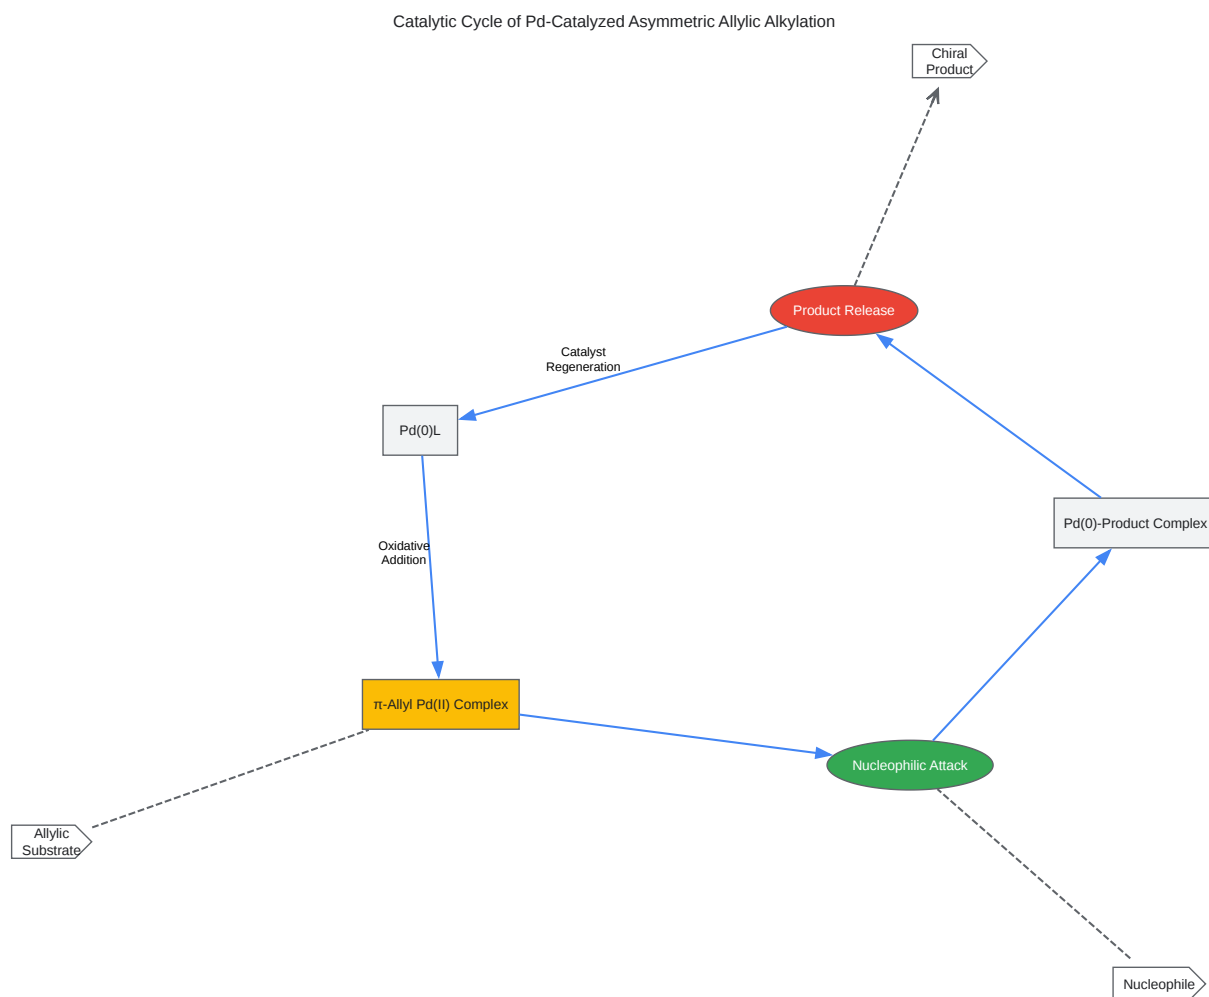 Catalytic Cycle of Pd-Catalyzed Asymmetric Allylic Alkylation
Chiral
Product
Product Release
Catalyst
Regeneration
Pd(0)L
Pd(0)-Product Complex
Oxidative
Addition
π-Allyl Pd(II) Complex
Nucleophilic Attack
Allylic
Substrate
Nucleophile